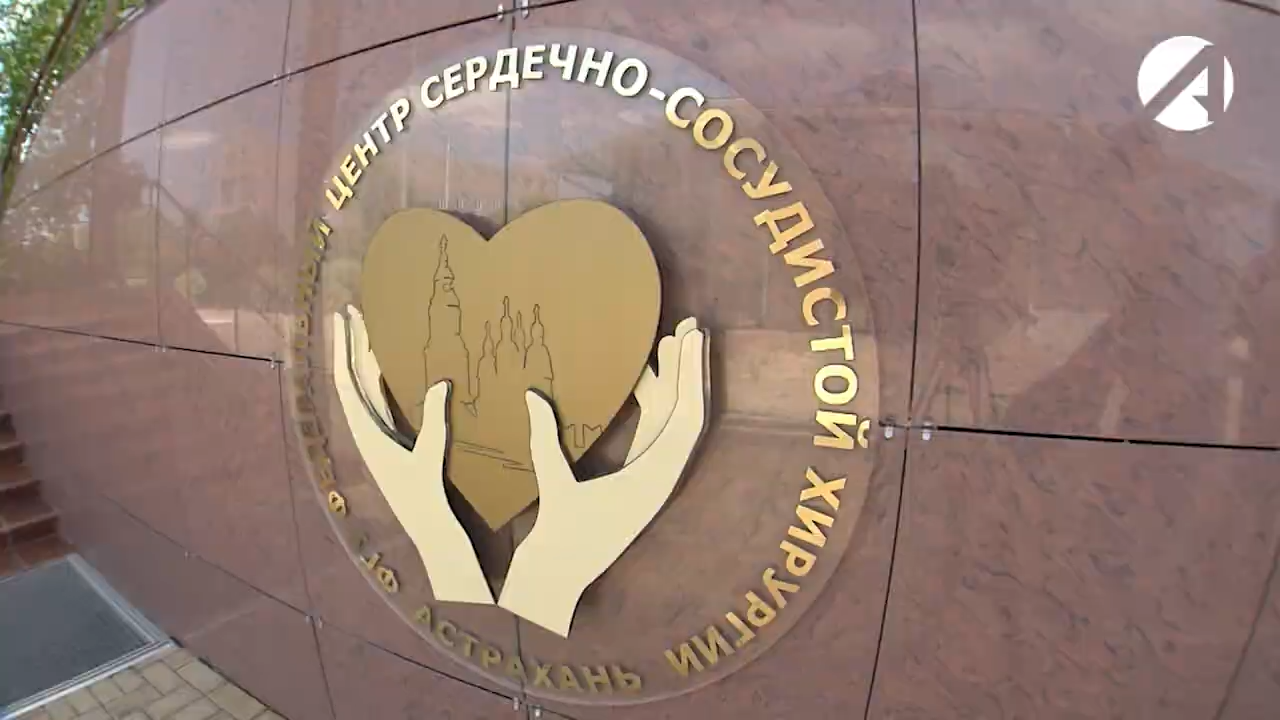 ФЕДЕРАЛЬНЫЙ ЦЕНТР СЕРДЕЧНО-СОСУДИСТОЙ ХИРУРГИИ
АСТРАХАНЬ